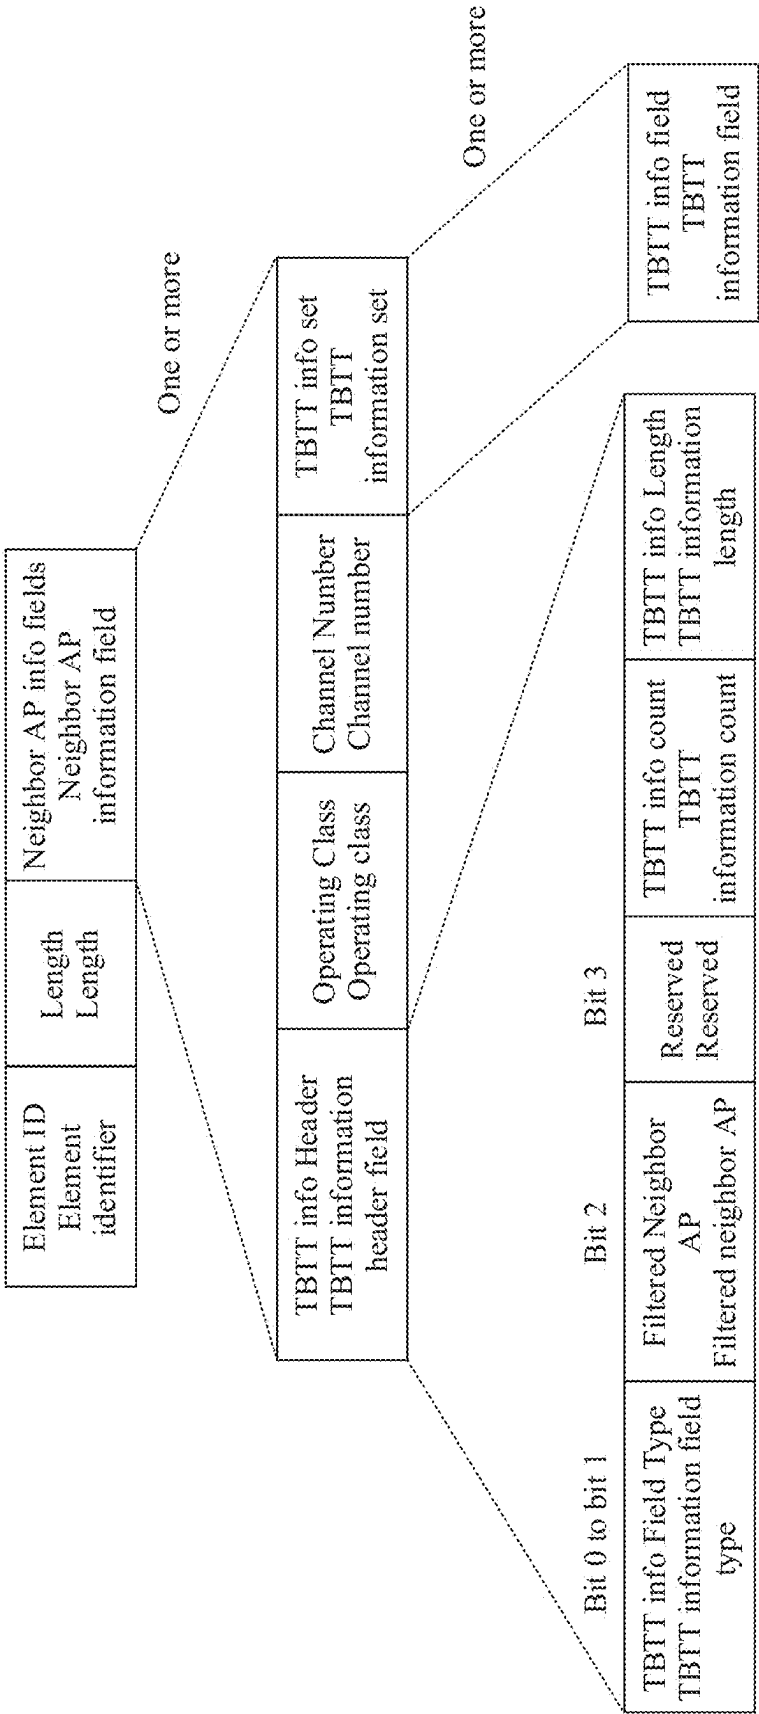 Element ID
Element
identifier
Length
Length
Neighbor AP info fields
Neighbor AP
information field
One or more
TBTT info Header
TBTT information
header field
Operating Class
Operating class
Channel Number
Channel number
TBTT info set
TBTT
information set
One or more
Bit 0 to bit 1
Bit 2
Bit 3
TBTT info Field Type
TBTT information field
type
Filtered Neighbor
AP
Filtered neighbor AP
Reserved
Reserved
TBTT info count
TBTT
information count
TBTT info Length
TBTT information
length
TBTT info field
TBTT
information field